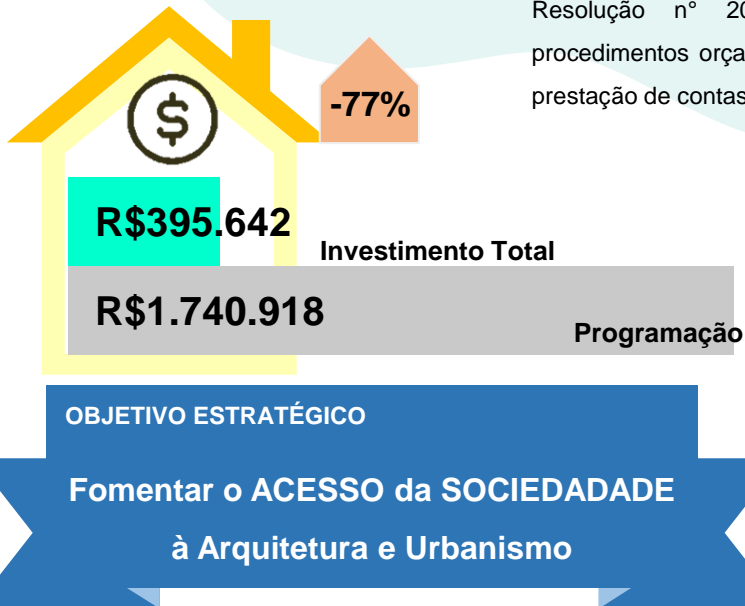 Resolução n° 20
procedimentos orça
prestação de contas
-77%
$
R$395.642
Investimento Total
R$1.740.918
Programação
OBJETIVO ESTRATÉGICO
Fomentar o ACESSO da SOCIEDADADE
à Arquitetura e Urbanismo